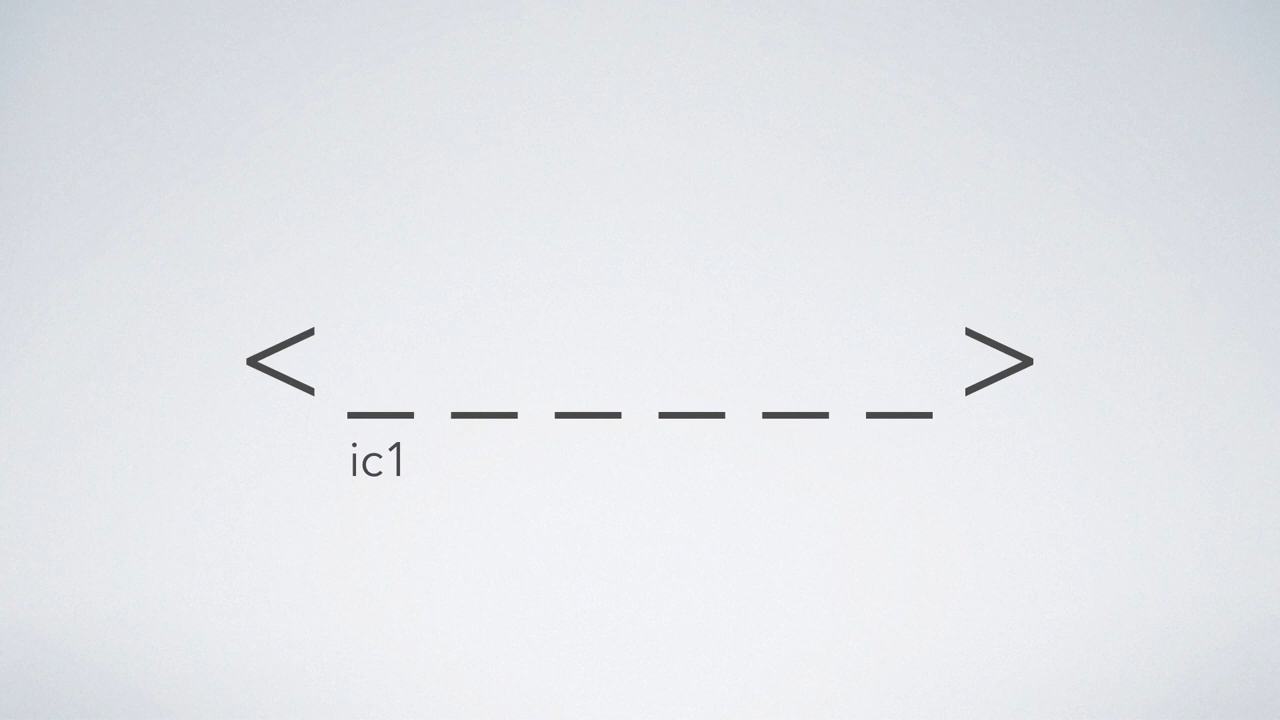 < _ _ _ _ _ _ >
ic1